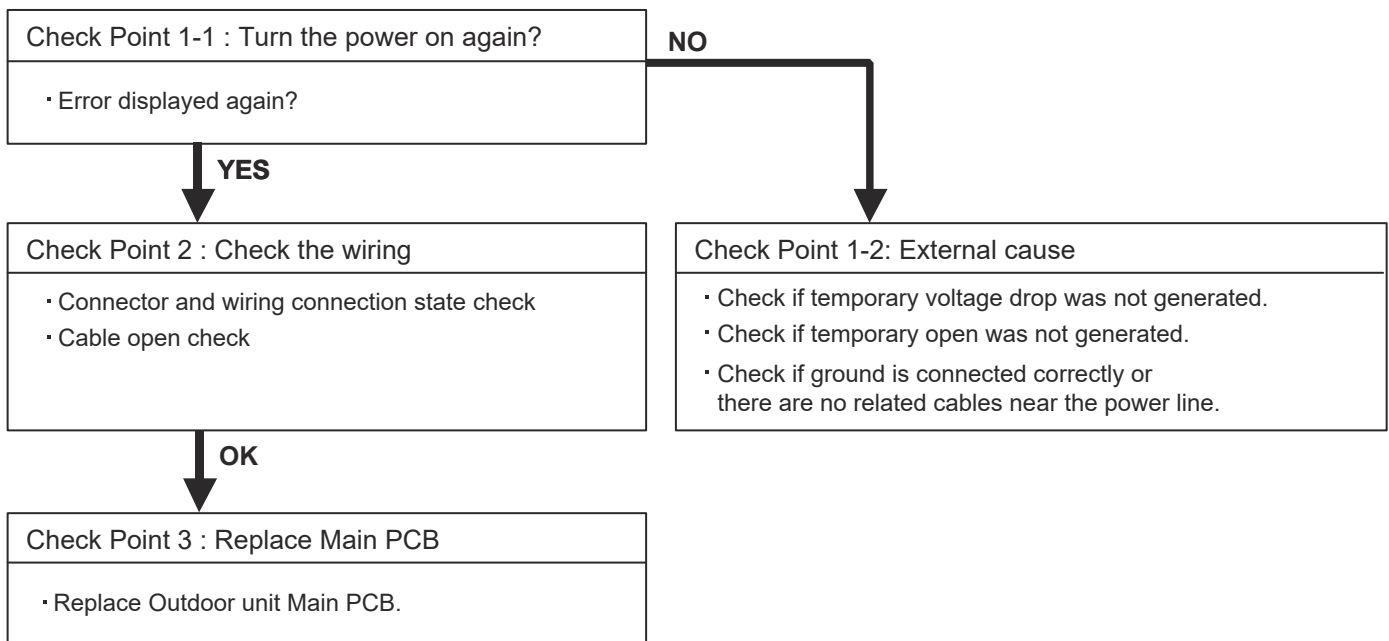 Check Point 1-1 : Turn the power on again?
· Error displayed again?
NO
YES
Check Point 2 : Check the wiring
· Connector and wiring connection state check
· Cable open check
Check Point 1-2: External cause
· Check if temporary voltage drop was not generated.
· Check if temporary open was not generated.
· Check if ground is connected correctly or
there are no related cables near the power line.
OK
Check Point 3 : Replace Main PCB
· Replace Outdoor unit Main PCB.